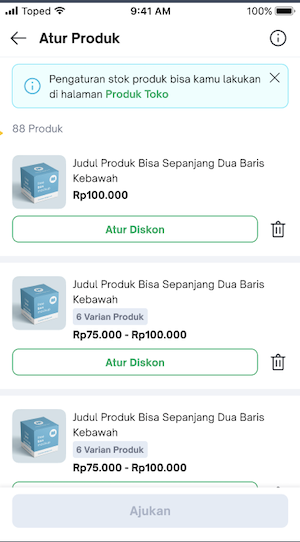 Toped 9:41 AM 100%
Atur Produk
Pengaturan stok produk bisa kamu lakukan
di halaman Produk Toko
88 Produk
Judul Produk Bisa Sepanjang Dua Baris
Kebawah
Rp100.000
Atur Diskon
Judul Produk Bisa Sepanjang Dua Baris
Kebawah
6 Varian Produk
Rp75.000 - Rp100.000
Atur Diskon
Judul Produk Bisa Sepanjang Dua Baris
Kebawah
6 Varian Produk
Rp75.000 - Rp100.000
Ajukan